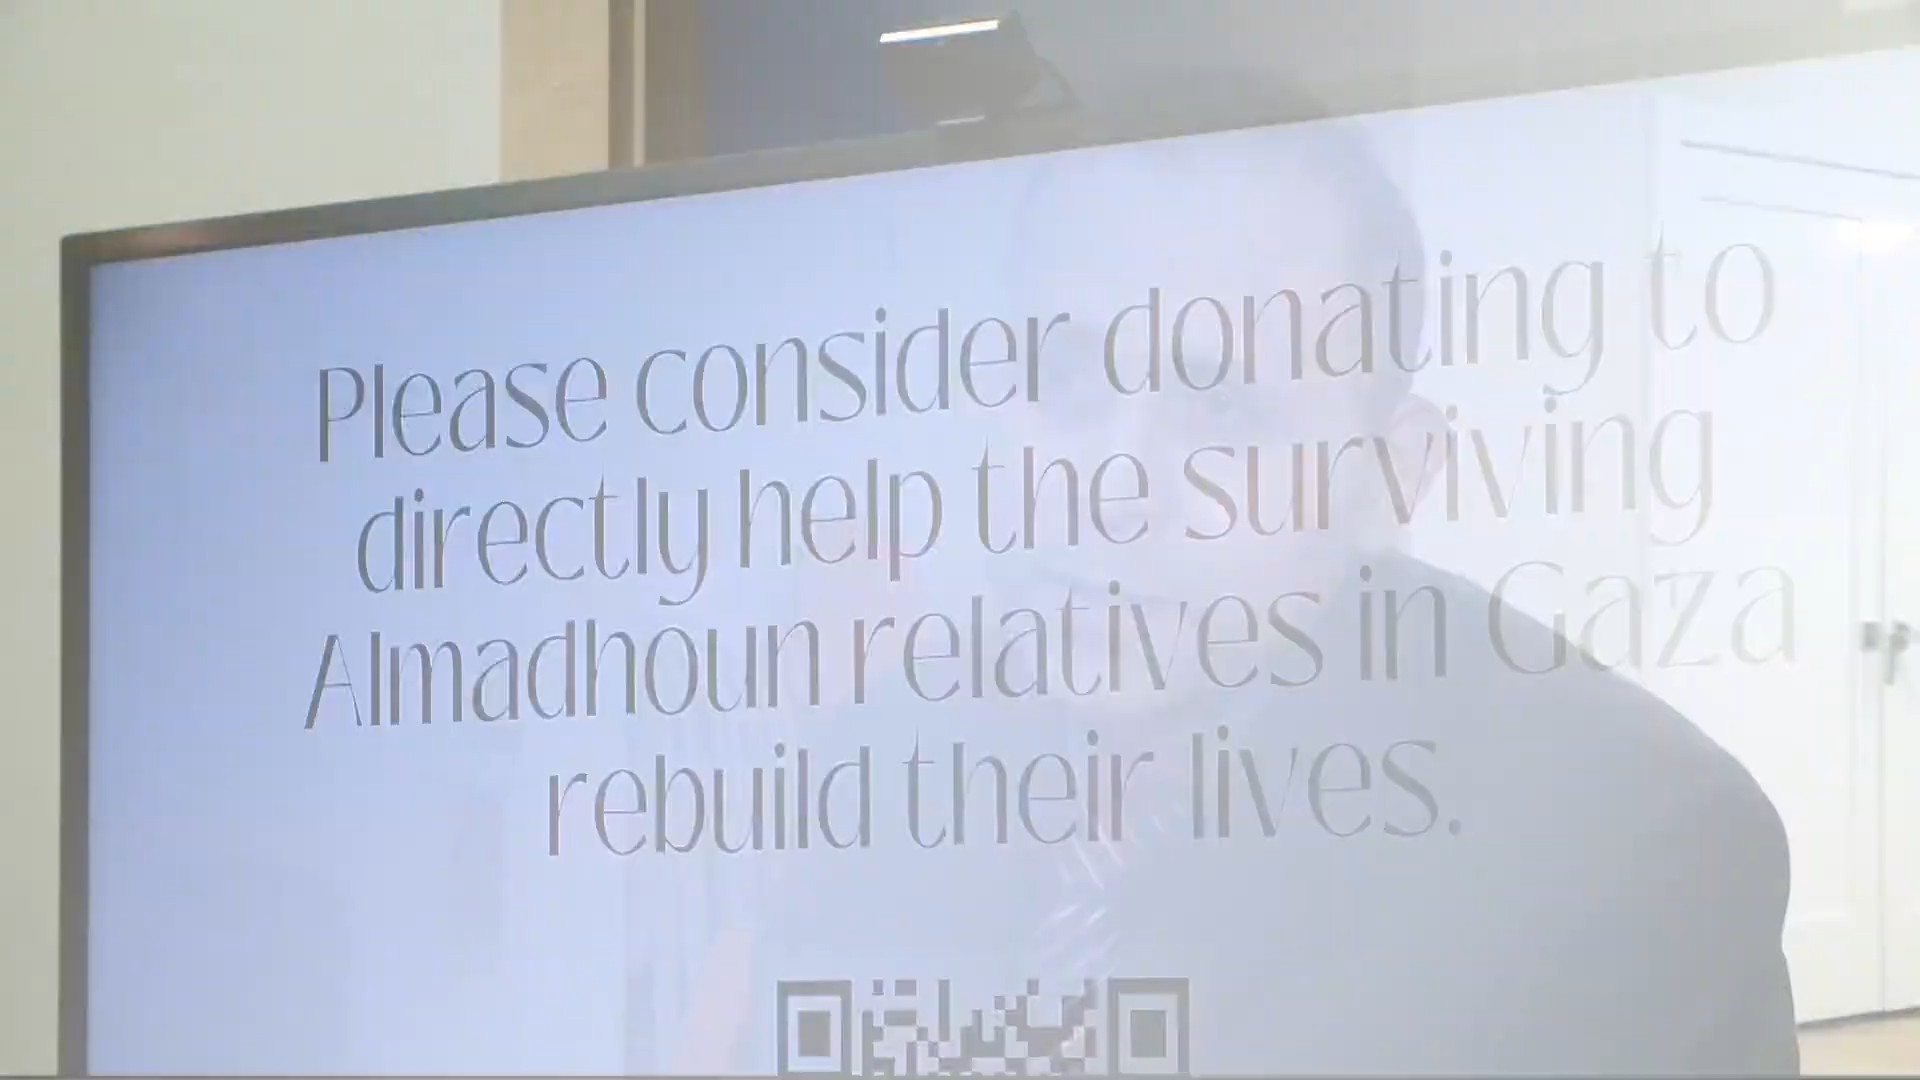 Please consider donating to
directly help the surviving
Almadhoun relatives in Gaza
rebuild their lives.